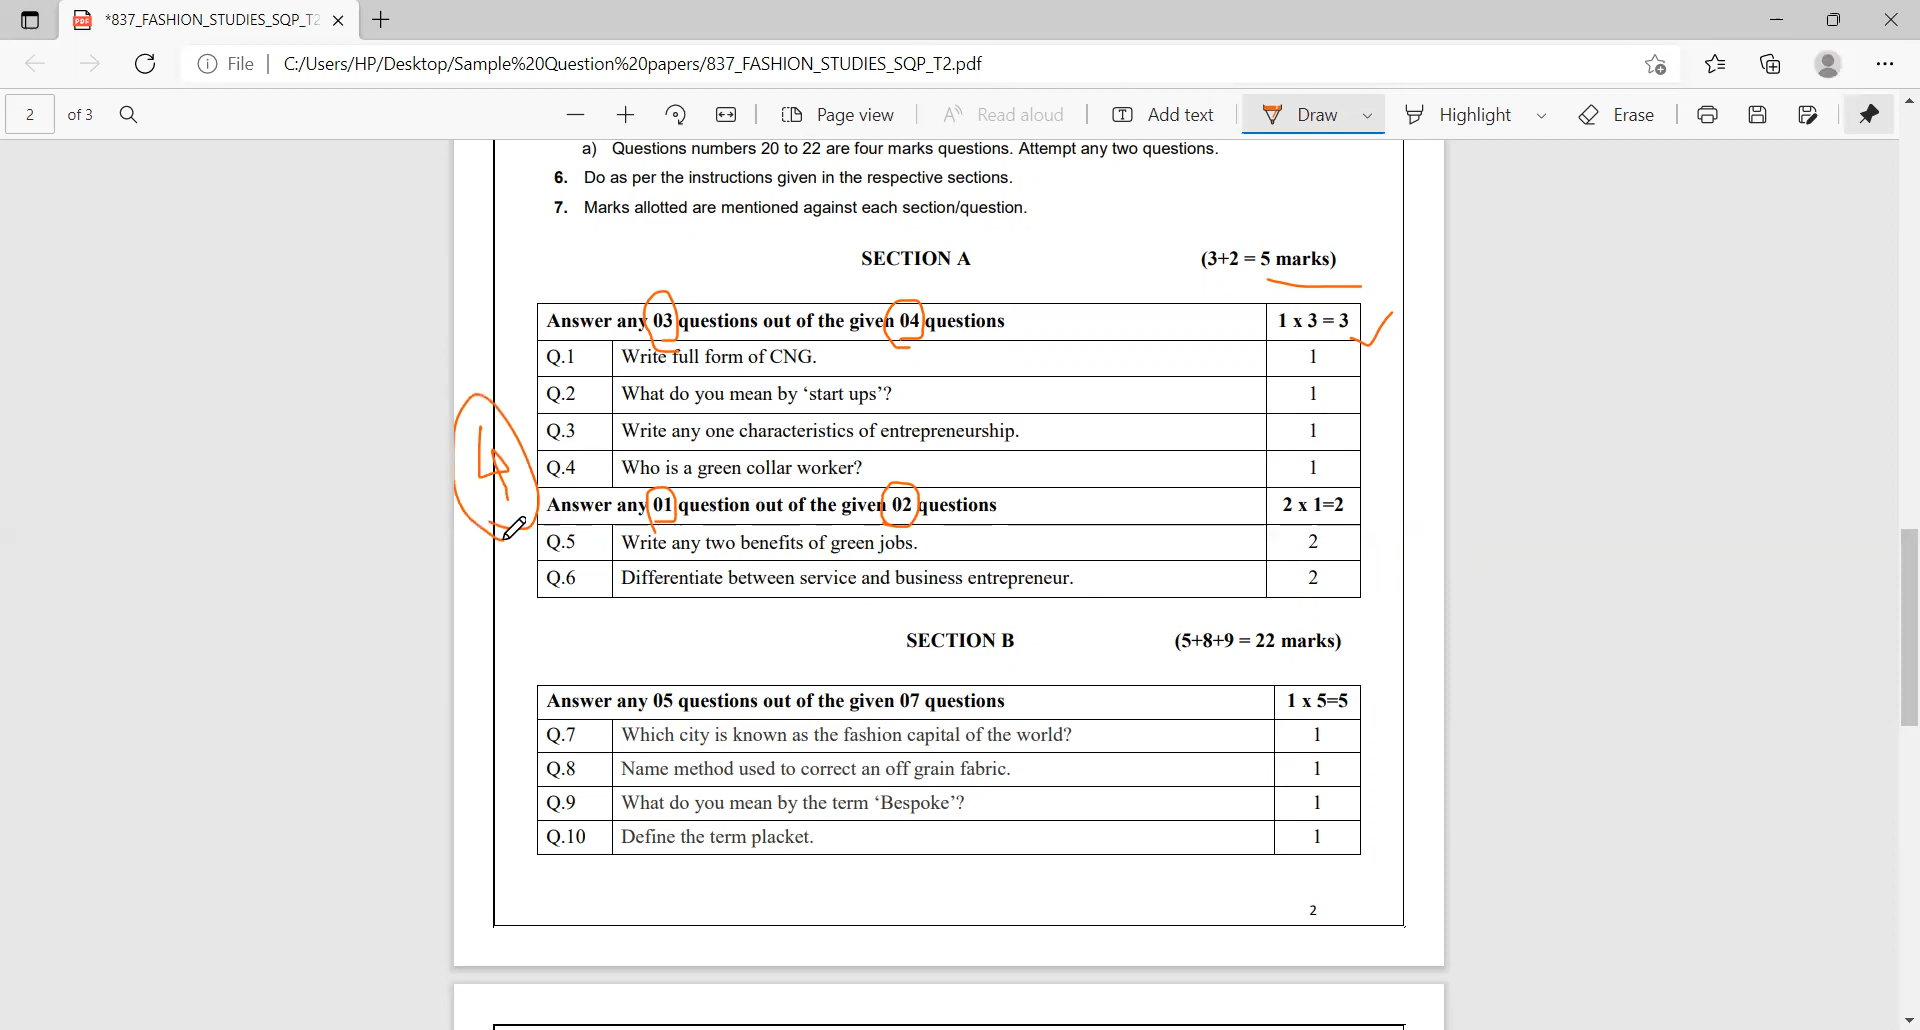 *837_FASHION_STUDIES_SQP_T2
File
C:/Users/HP/Desktop/Sample%20Question%20papers/837_FASHION_STUDIES_SQP_T2.pdf
2 of 3
Page view
Read aloud
Add text
Draw
Highlight
Erase
a) Questions numbers 20 to 22 are four marks questions. Attempt any two questions.
6. Do as per the instructions given in the respective sections.
7. Marks allotted are mentioned against each section/question.
SECTION A (3+2 = 5 marks)
Answer any 03 questions out of the given 04 questions 1 x 3 = 3
Q.1 Write full form of CNG. 1
Q.2 What do you mean by ‘start ups’? 1
Q.3 Write any one characteristics of entrepreneurship. 1
4
Q.4 Who is a green collar worker? 1
Answer any 01 question out of the given 02 questions 2 x 1=2
Q.5 Write any two benefits of green jobs. 2
Q.6 Differentiate between service and business entrepreneur. 2
SECTION B (5+8+9 = 22 marks)
Answer any 05 questions out of the given 07 questions 1 x 5=5
Q.7 Which city is known as the fashion capital of the world? 1
Q.8 Name method used to correct an off grain fabric. 1
Q.9 What do you mean by the term ‘Bespoke’? 1
Q.10 Define the term placket. 1
2